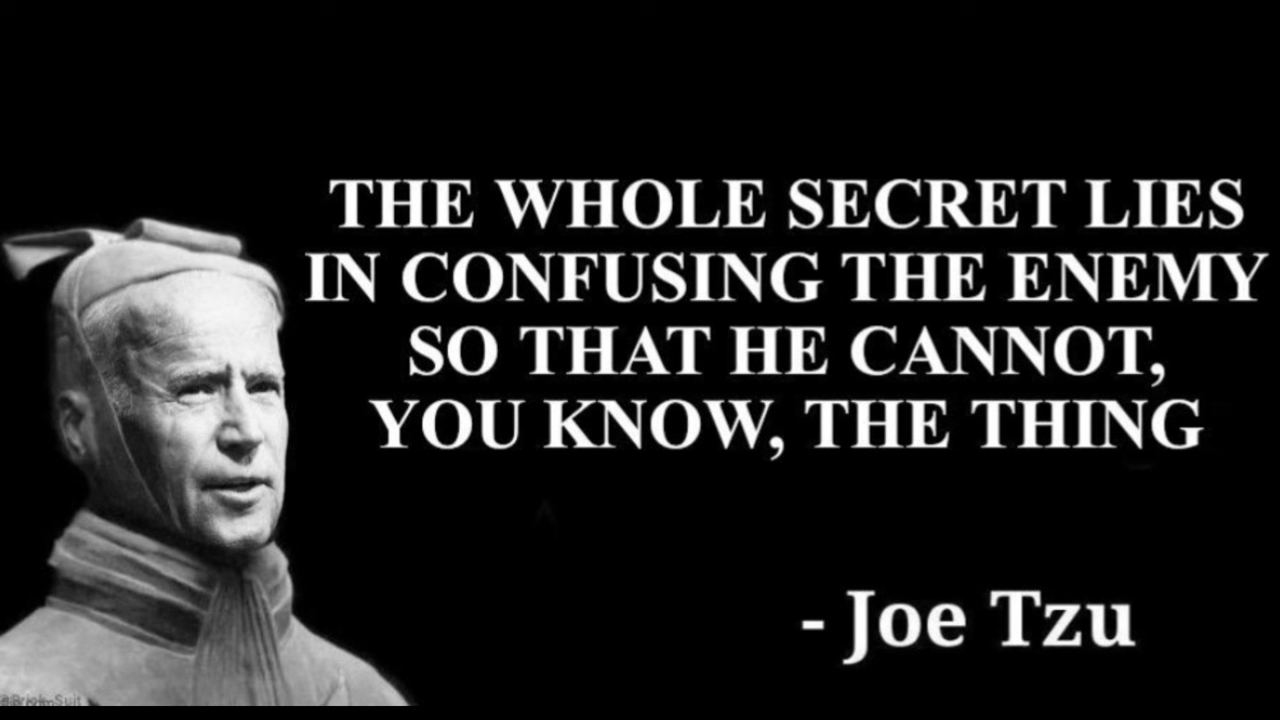 THE WHOLE SECRET LIES
IN CONFUSING THE ENEMY
SO THAT HE CANNOT,
YOU KNOW, THE THING
- Joe Tzu